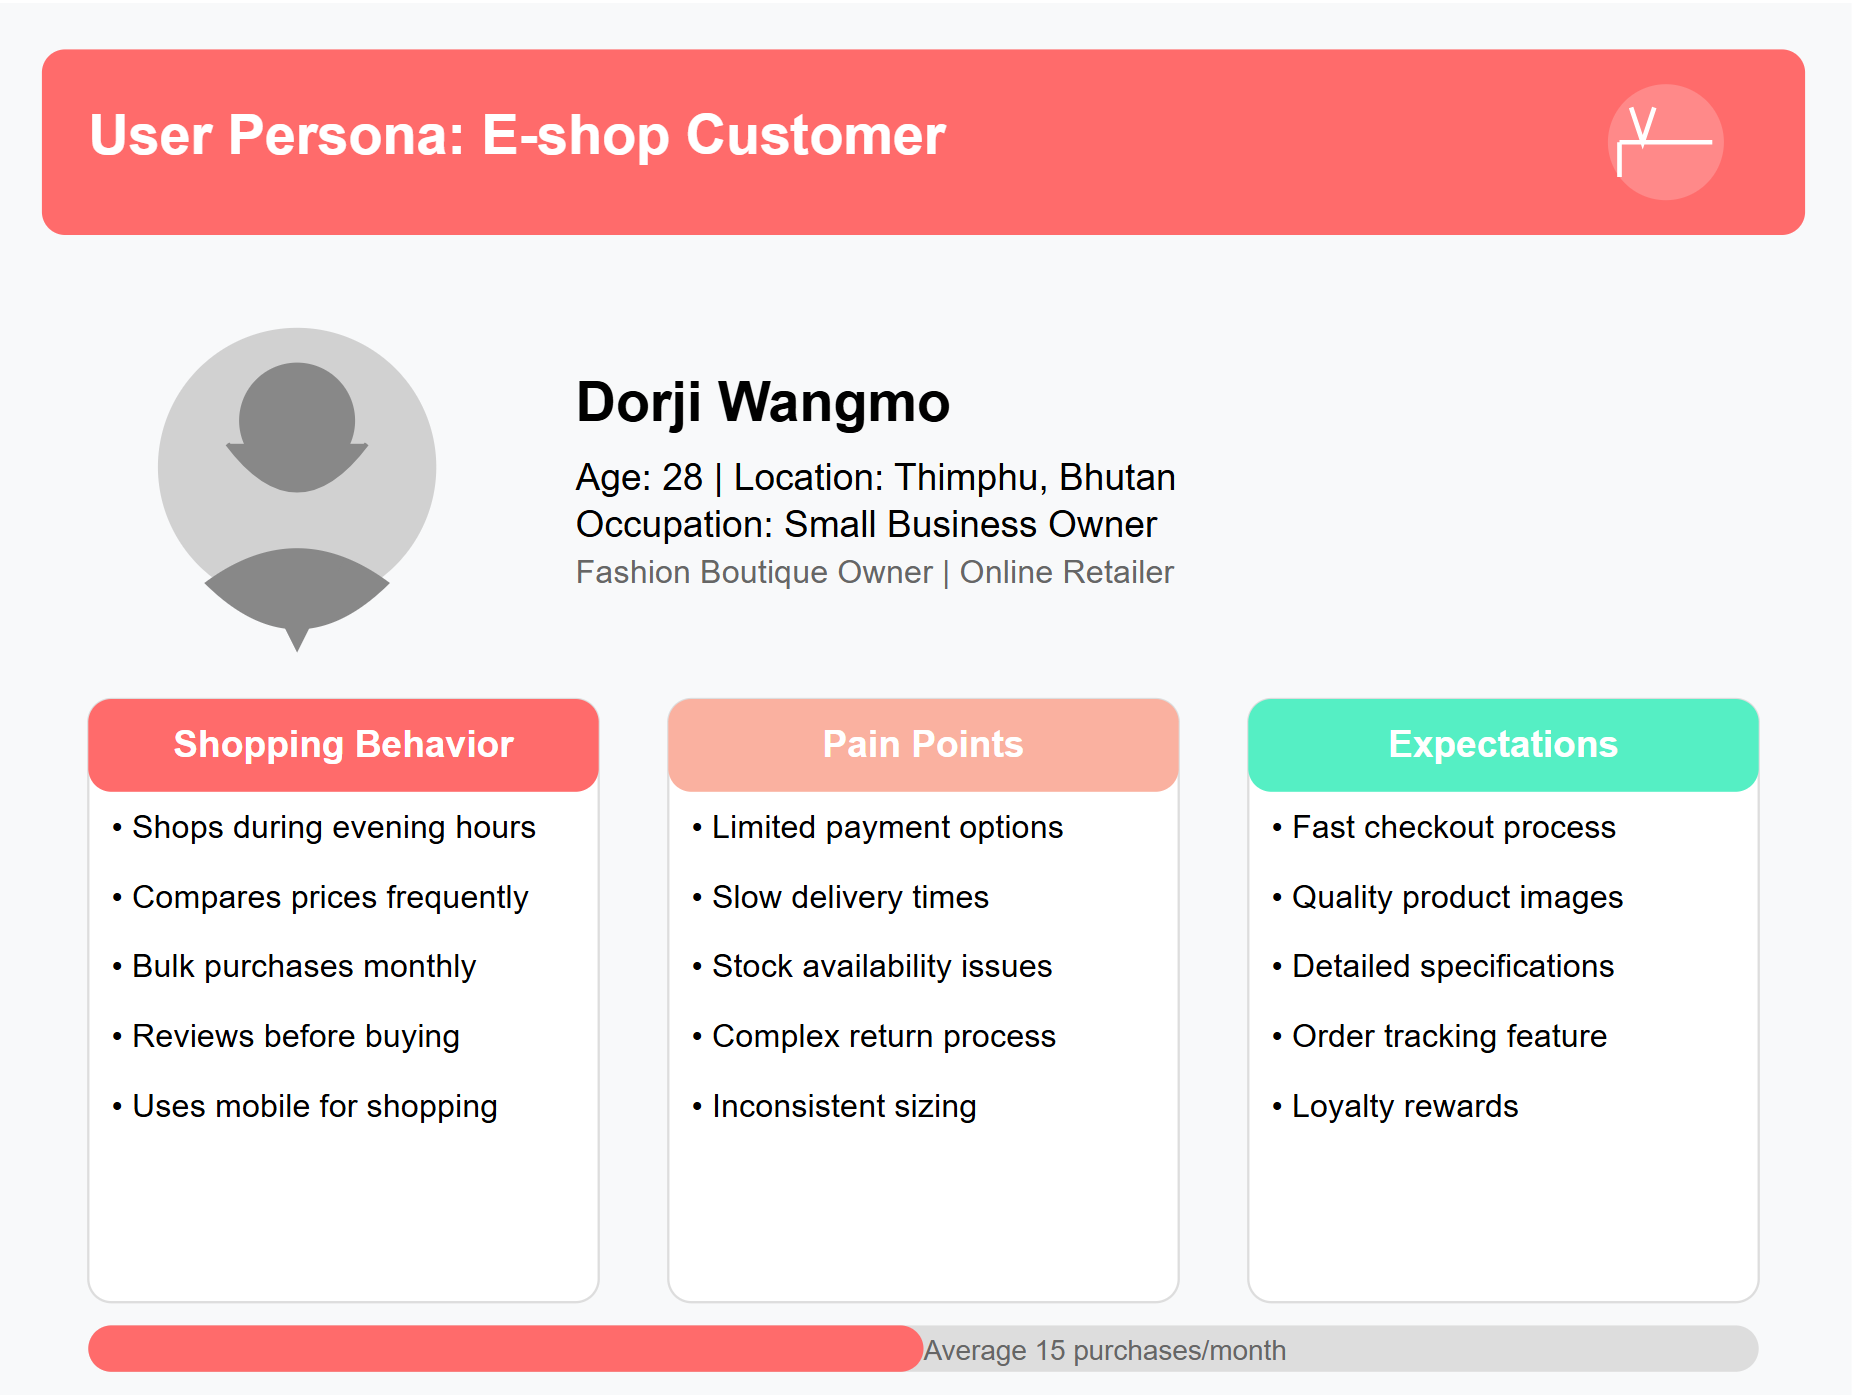 User Persona: E-shop Customer
Dorji Wangmo
Age: 28 | Location: Thimphu, Bhutan
Occupation: Small Business Owner
Fashion Boutique Owner | Online Retailer
Shopping Behavior
• Shops during evening hours
• Compares prices frequently
• Bulk purchases monthly
• Reviews before buying
• Uses mobile for shopping
Pain Points
• Limited payment options
• Slow delivery times
• Stock availability issues
• Complex return process
• Inconsistent sizing
Expectations
• Fast checkout process
• Quality product images
• Detailed specifications
• Order tracking feature
• Loyalty rewards
Average 15 purchases/month